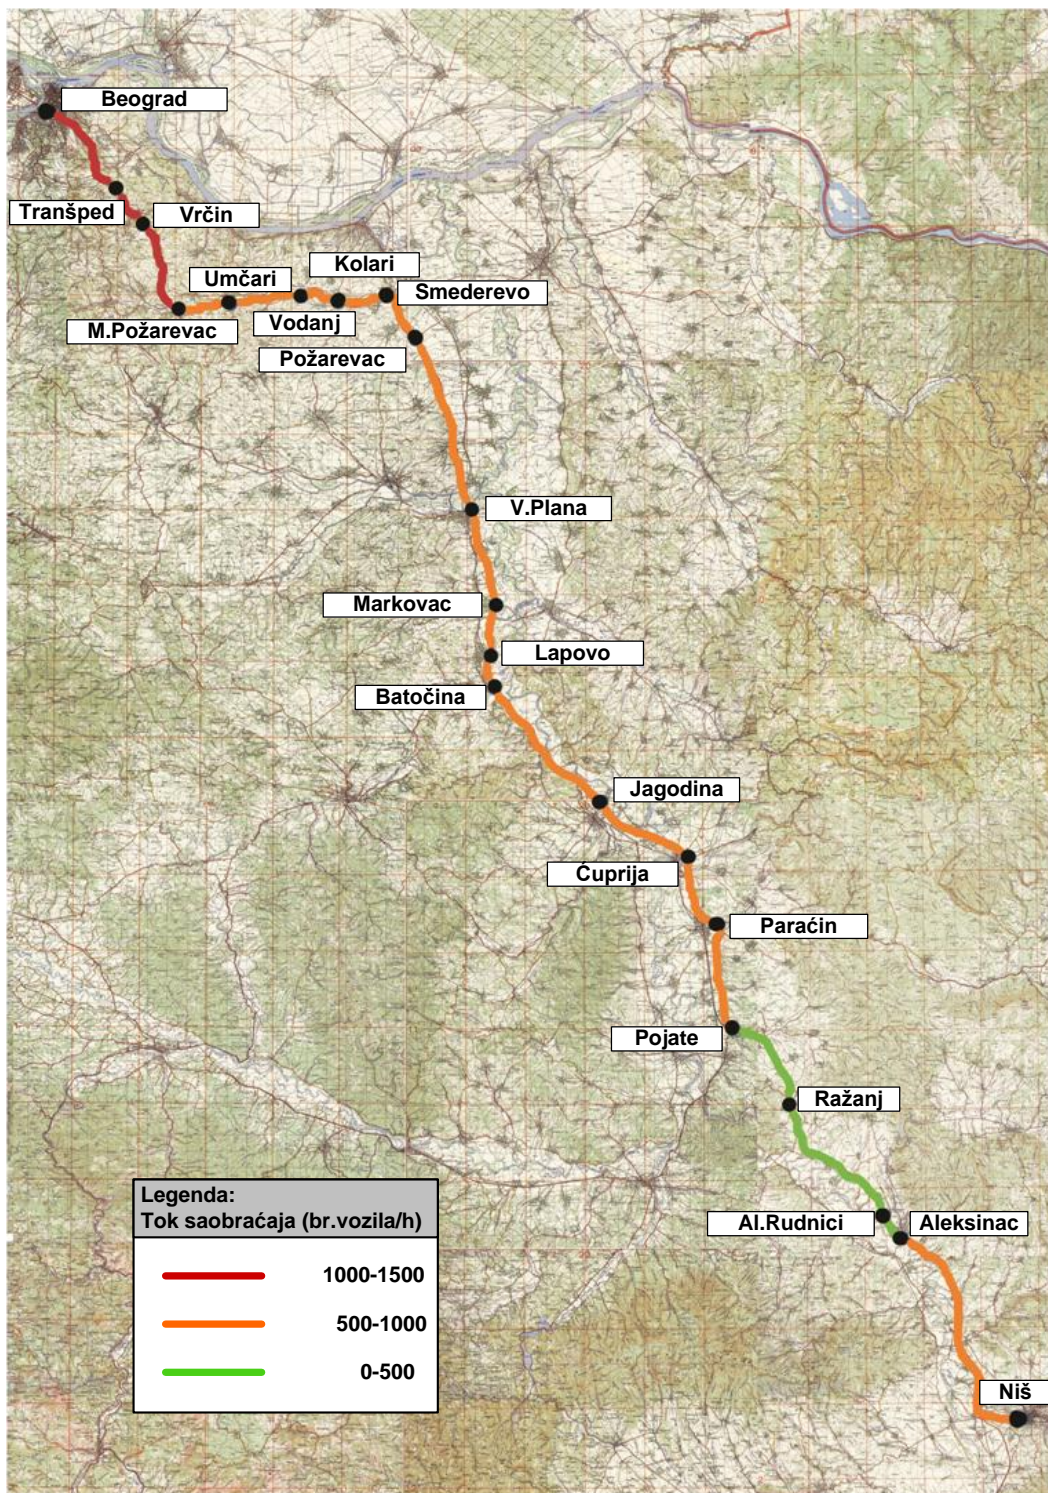 Beograd
Tranšped
Vrčin
Kolari
Umčari
Smederevo
M.Požarevac
Vodanj
Požarevac
V.Plana
Markovac
Lapovo
Batočina
Jagodina
Ćuprija
Paraćin
Pojate
Ražanj
Al.Rudnici
Aleksinac
Niš
Legenda:
Tok saobraćaja (br.vozila/h)
1000-1500
500-1000
0-500